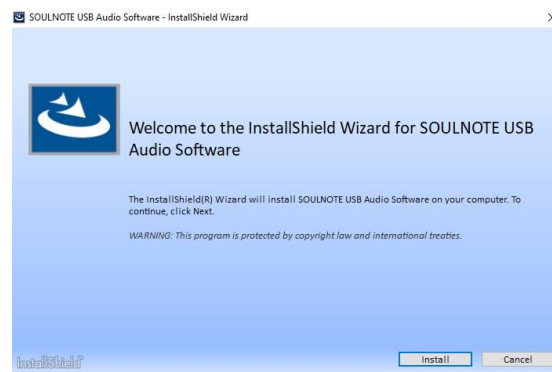 SOULNOTE USB Audio Software - InstallShield Wizard
Welcome to the InstallShield Wizard for SOULNOTE USB
Audio Software
The InstallShield(R) Wizard will install SOULNOTE USB Audio Software on your computer. To
continue, click Next.
WARNING: This program is protected by copyright law and international treaties.
InstallShield
Install Cancel